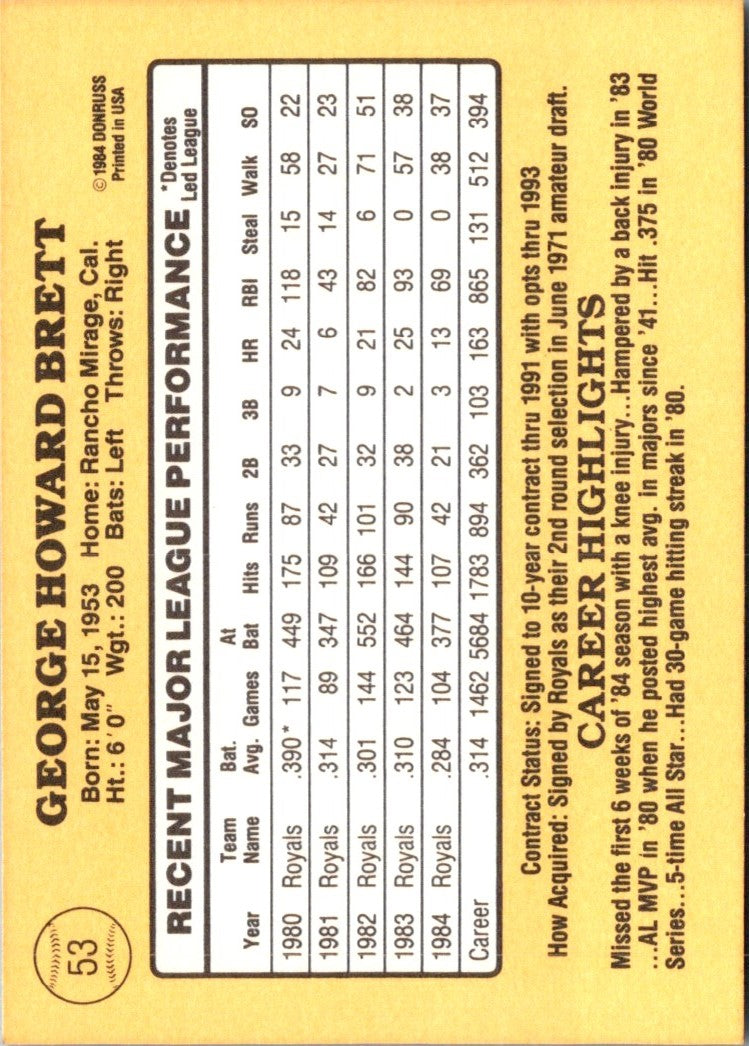 53
GEORGE HOWARD BRETT
Born: May 15, 1953 Home: Rancho Mirage, Cal.
Ht.: 6′0″ Wgt.: 200 Bats: Left Throws: Right
© 1984 DONRUSS
Printed in USA
RECENT MAJOR LEAGUE PERFORMANCE *Denotes Led League
Year Team Name Bat. Avg. Games At Bat Hits Runs 2B 3B HR RBI Steal Walk SO
1980 Royals .390* 117 449 175 87 33 9 24 118 15 58 22
1981 Royals .314 89 347 109 42 27 7 6 43 14 27 23
1982 Royals .301 144 552 166 101 32 9 21 82 6 71 51
1983 Royals .310 123 464 144 90 38 2 25 93 0 57 38
1984 Royals .284 104 377 107 42 21 3 13 69 0 38 37
Career .314 1462 5684 1783 894 362 103 163 865 131 512 394
Contract Status: Signed to 10-year contract thru 1991 with opts thru 1993
How Acquired: Signed by Royals as their 2nd round selection in June 1971 amateur draft.
CAREER HIGHLIGHTS
Missed the first 6 weeks of '84 season with a knee injury...Hampered by a back injury in '83
...AL MVP in '80 when he posted highest avg. in majors since '41...Hit .375 in '80 World
Series...5-time All Star...Had 30-game hitting streak in '80.